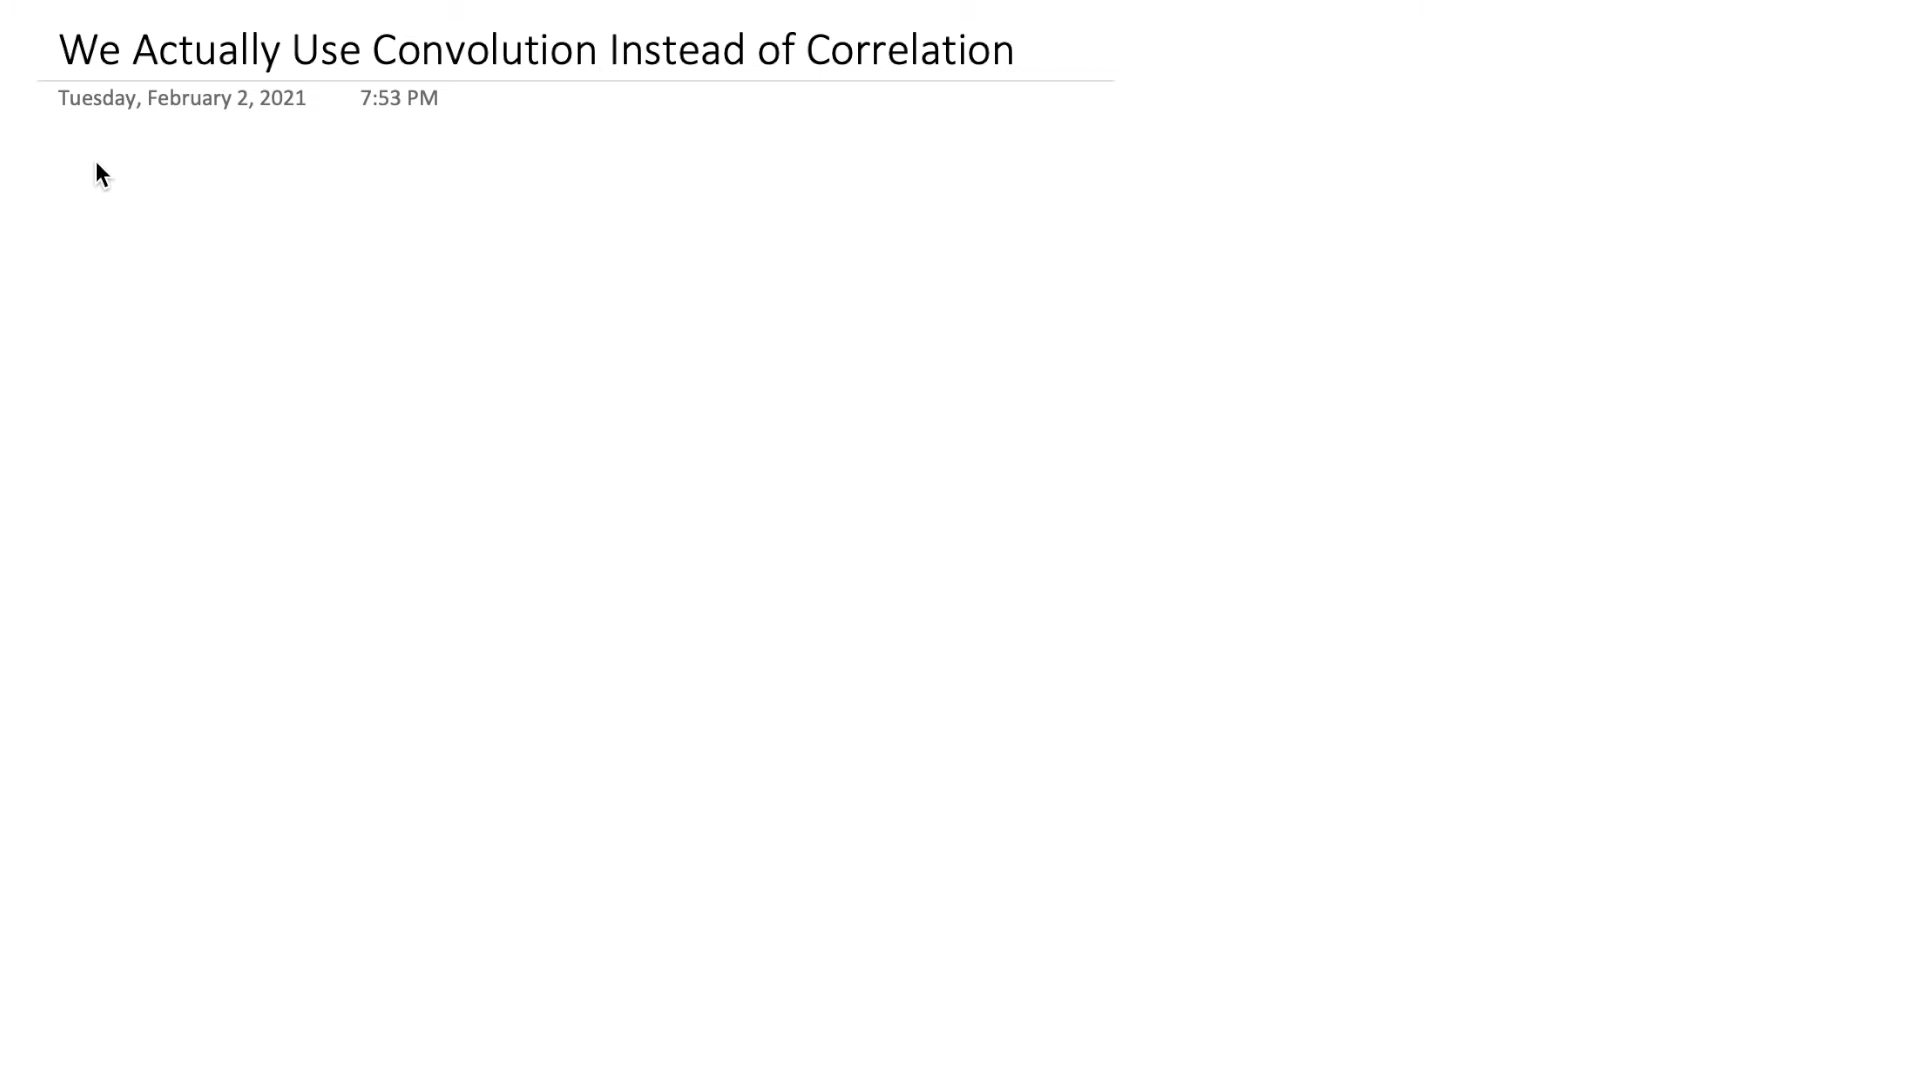 We Actually Use Convolution Instead of Correlation
Tuesday, February 2, 2021 7:53 PM